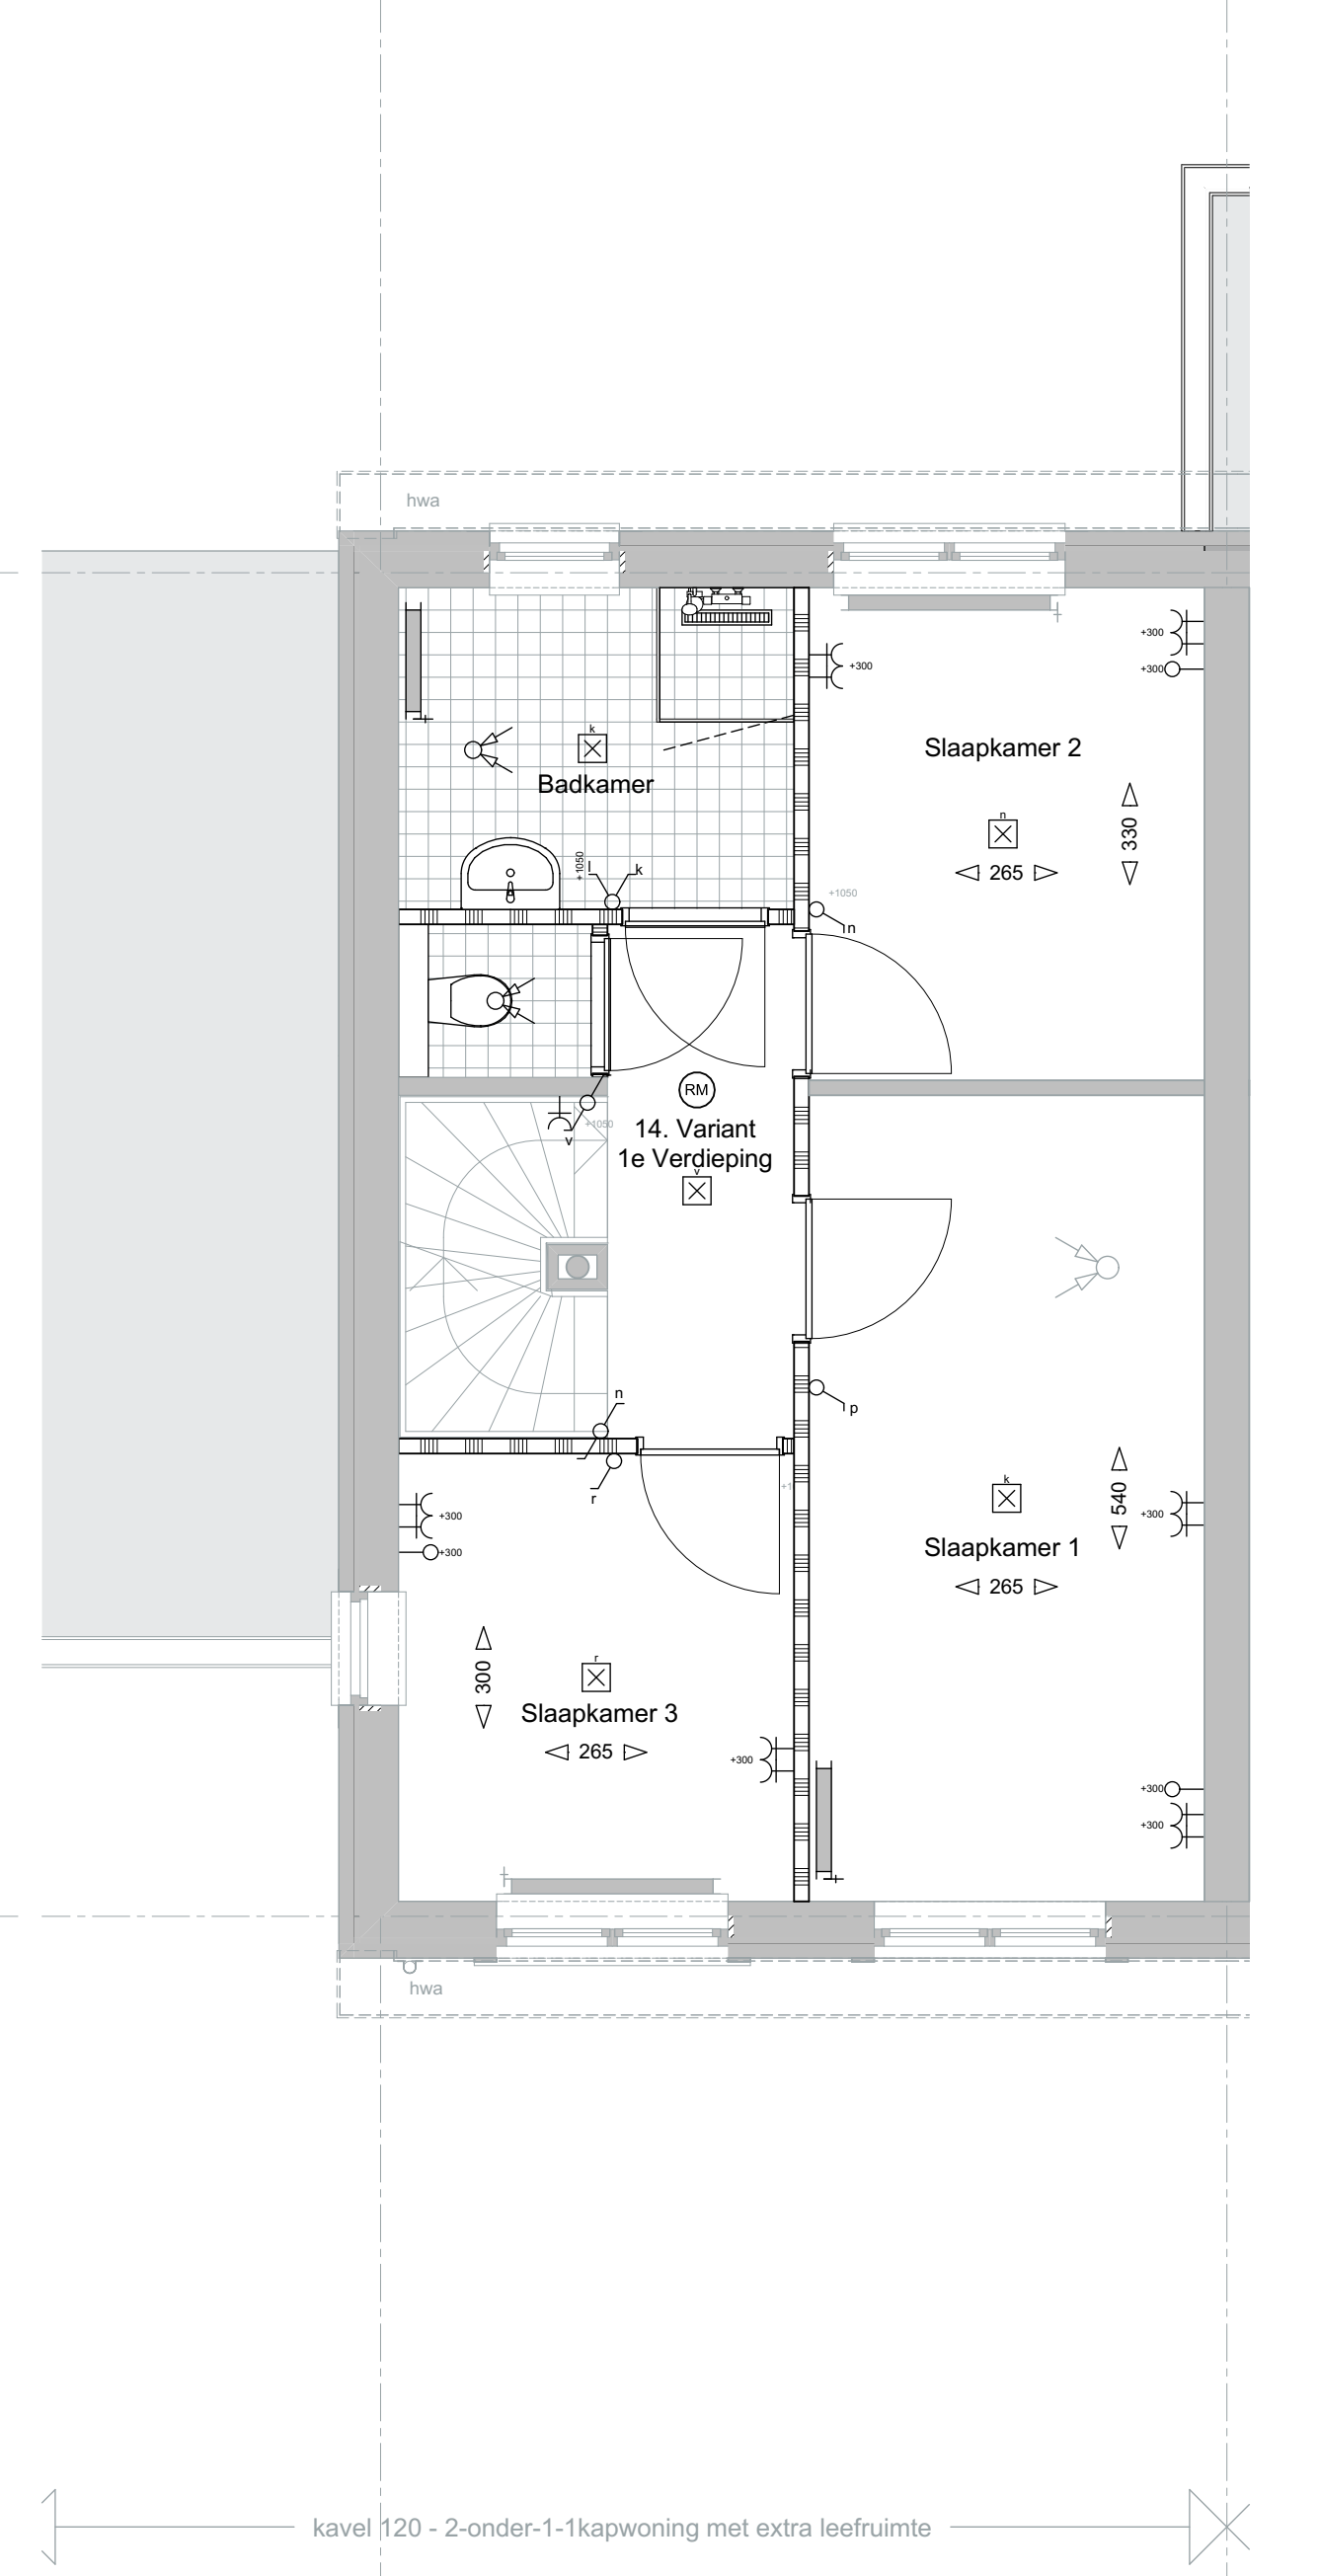 hwa
+300
+300
+300
Slaapkamer 2
k
Badkamer
n
330
265
+1050
l
k
+1050
n
RM
+1050
v
14. Variant
1e Verdieping
v
n
p
r
+1
k
540
+300
+300
+300
Slaapkamer 1
265
r
300
Slaapkamer 3
265
+300
+300
+300
hwa
kavel 120 - 2-onder-1-1kapwoning met extra leefruimte